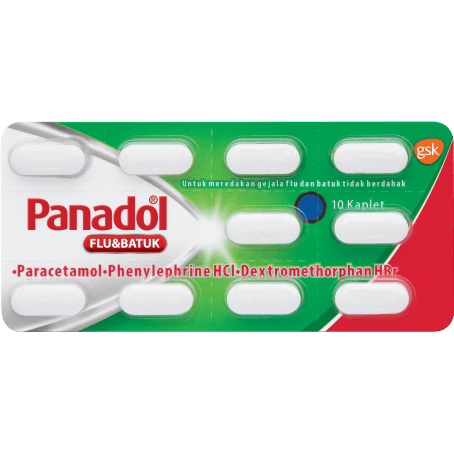 gsk
Untuk meredakan gejala flu dan batuk tidak berdahak
Panadol®
10 Kaplet
FLU&BATUK
•Paracetamol•Phenylephrine HCl•Dextromethorphan HBr